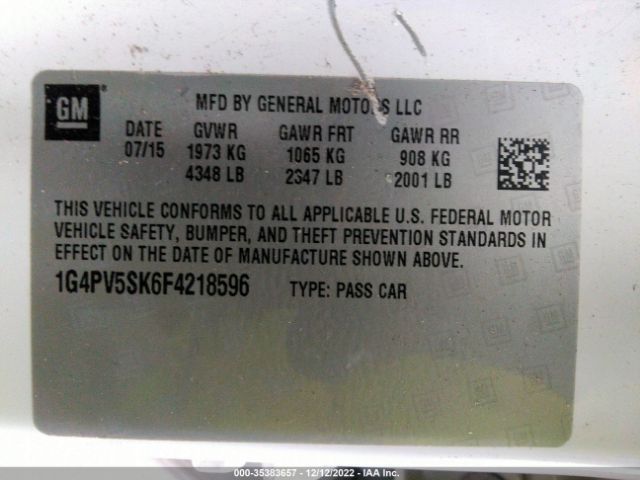 GM
MFD BY GENERAL MOTORS LLC
DATE GVWR GAWR FRT GAWR RR
07/15 1973 KG 1065 KG 908 KG
4348 LB 2347 LB 2001 LB
THIS VEHICLE CONFORMS TO ALL APPLICABLE U.S. FEDERAL MOTOR
VEHICLE SAFETY, BUMPER, AND THEFT PREVENTION STANDARDS IN
EFFECT ON THE DATE OF MANUFACTURE SHOWN ABOVE.
1G4PV5SK6F4218596 TYPE: PASS CAR
000-35383657 - 12/12/2022 - IAAI.COM